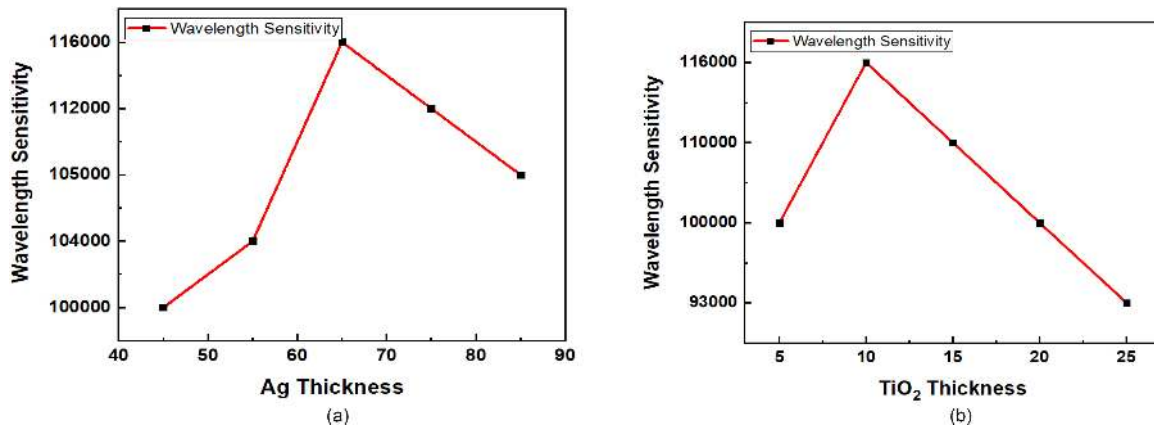 Wavelength Sensitivity
116000
112000
105000
104000
100000
Wavelength Sensitivity
40 50 60 70 80 90
Ag Thickness
(a)
Wavelength Sensitivity
116000
110000
100000
93000
Wavelength Sensitivity
5 10 15 20 25
TiO₂ Thickness
(b)